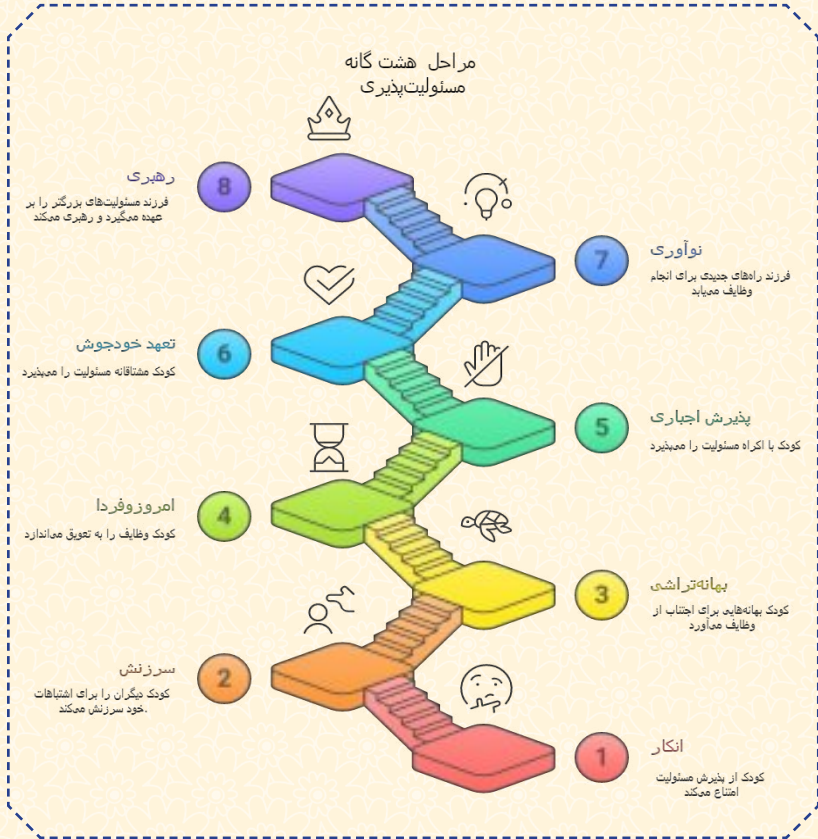 مراحل هشت گانه
مسئولیت‌پذیری
رهبری
8
فرزند مسئولیت‌های بزرگتر را بر
عهده می‌گیرد و رهبری می‌کند
نوآوری
7
فرزند راه‌های جدیدی برای انجام
وظایف می‌یابد
تعهد خودجوش
6
کودک مشتاقانه مسئولیت را می‌پذیرد
پذیرش اجباری
5
کودک با اکراه مسئولیت را می‌پذیرد
امروزوفردا
4
کودک وظایف را به تعویق می‌اندازد
بهانه‌تراشی
3
کودک بهانه‌هایی برای اجتناب از
وظایف می‌آورد
سرزنش
2
کودک دیگران را برای اشتباهات
خود سرزنش می‌کند.
انکار
1
کودک از پذیرش مسئولیت
امتناع می‌کند